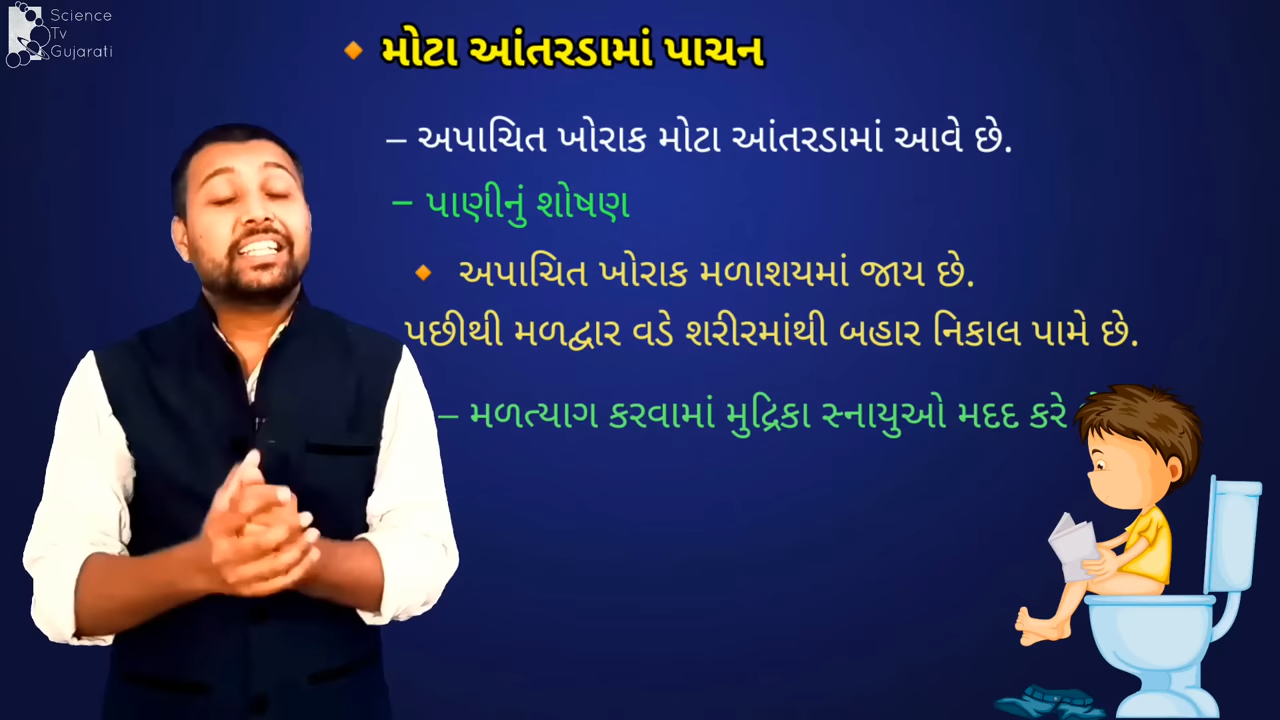 Science
Tv
Gujarati
મોટા આંતરડામાં પાચન
– અપાચિત ખોરાક મોટા આંતરડામાં આવે છે.
– પાણીનું શોષણ
અપાચિત ખોરાક મળાશયમાં જાય છે.
પછીથી મળદ્વાર વડે શરીરમાંથી બહાર નિકાલ પામે છે.
– મળત્યાગ કરવામાં મુદ્રિકા સ્નાયુઓ મદદ કરે